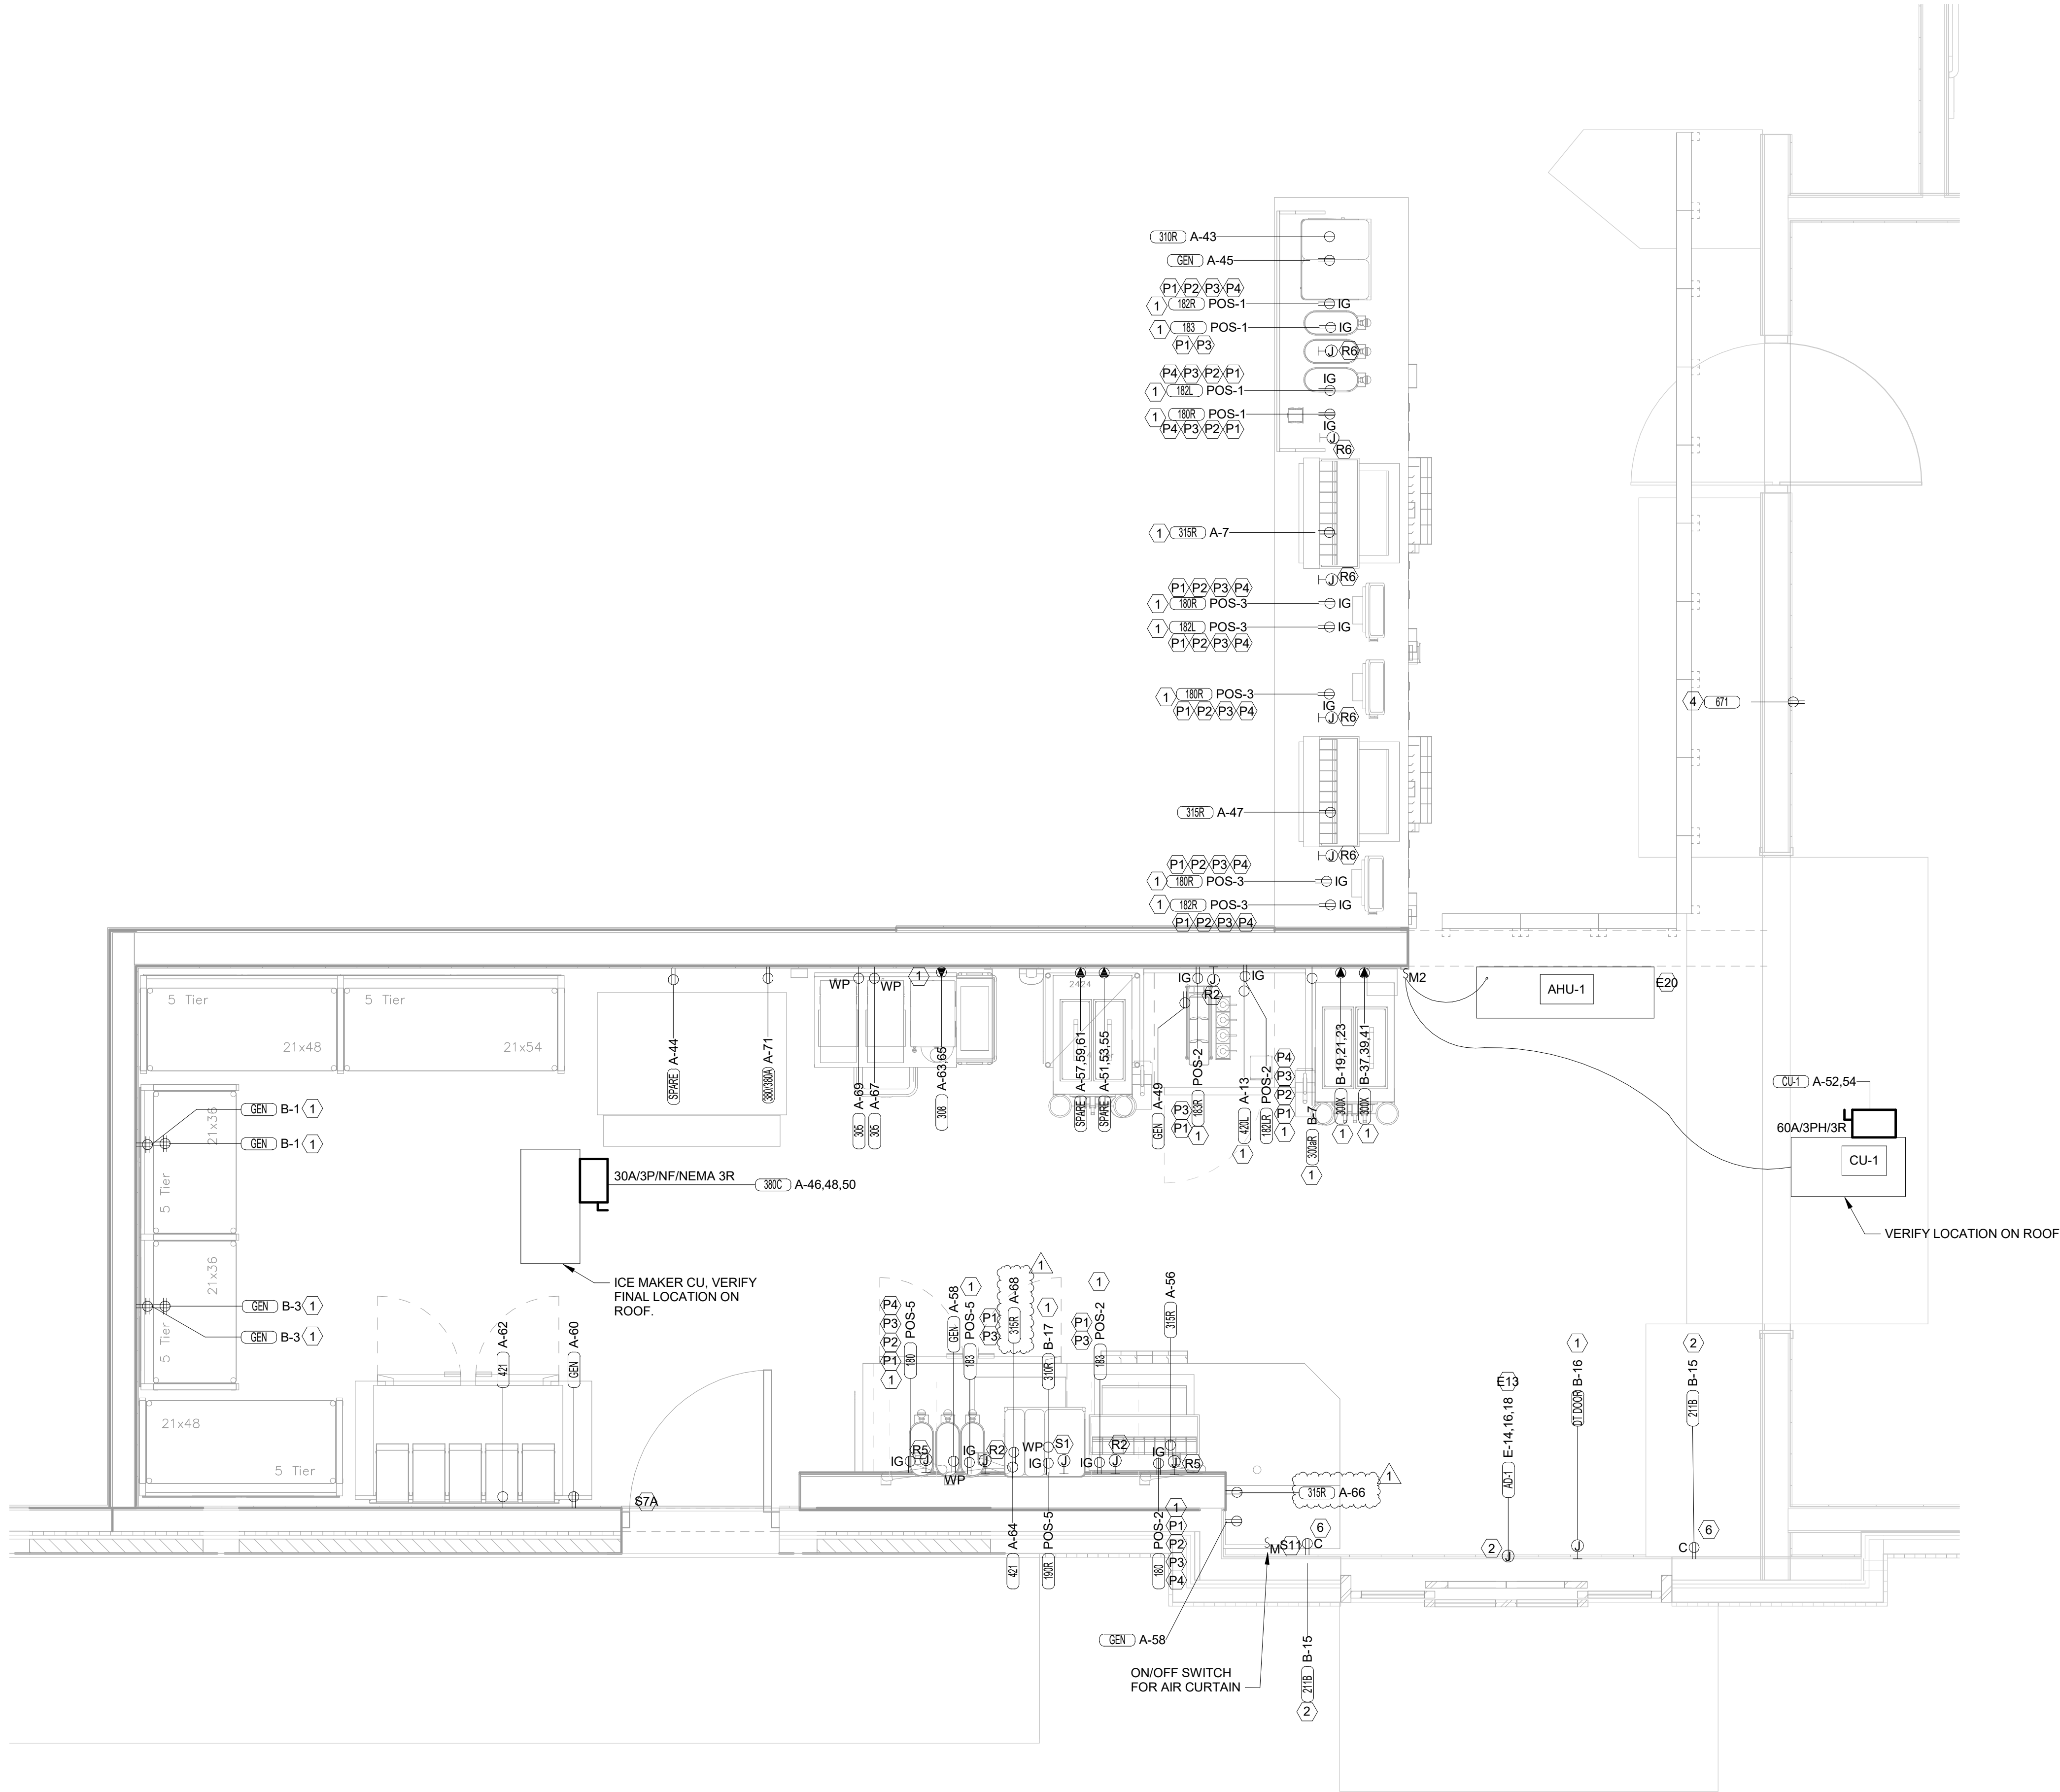 310R A-43
GEN A-45
P1 P2 P3 P4
1 182R POS-1 IG
1 183 POS-1 IG
P1 P3
J R6
P4 P3 P2 P1
IG
1 182L POS-1
1 180R POS-1
P4 P3 P2 P1
IG
J
R6
1 315R A-7
J R6
P1 P2 P3 P4
1 180R POS-3 IG
1 182L POS-3 IG
P1 P2 P3 P4
1 180R POS-3
IG
P1 P2 P3 P4
J R6
4 671
315R A-47
J R6
P1 P2 P3 P4
1 180R POS-3 IG
1 182R POS-3 IG
P1 P2 P3 P4
5 Tier
21x48
5 Tier
21x54
SPARE A-44
380/380A A-71
WP
WP
305 A-69
305 A-67
1
308 A-63,65
2424
SPARE A-57,59,61
SPARE A-51,53,55
GEN A-49
IG
J
R2
IG
183R POS-2
P3
P1
1
420L A-13
1
182LR POS-2
P4
P3
P2
P1
1
300aR B-7
1
300X B-19,21,23
1
300X B-37,39,41
1
M2
AHU-1
E20
CU-1 A-52,54
60A/3PH/3R
CU-1
VERIFY LOCATION ON ROOF
21x36
5 Tier
GEN B-1 1
GEN B-1 1
21x36
5 Tier
GEN B-3 1
GEN B-3 1
30A/3P/NF/NEMA 3R
380C A-46,48,50
ICE MAKER CU, VERIFY
FINAL LOCATION ON
ROOF.
21x48
5 Tier
421 A-62
GEN A-60
S7A
P4
P3
P2
P1
1
180 POS-5
GEN A-58
1
183 POS-5
P1
P3
315R A-68
1
1
310R B-17
P1
P3
1
183 POS-2
315R A-56
IG
R5
J
WP
IG
J
R2
WP
IG
S1
J
IG
R2
J
IG
J
R5
421 A-64
190R POS-5
180 POS-2
1
P1
P2
P3
P4
315R A-66
1
GEN A-58
M
S11
6
C
ON/OFF SWITCH
FOR AIR CURTAIN
211B B-15
2
E13
AD-1 E-14,16,18
2
J
1
DT DOOR B-16
J
2
211B B-15
6
C